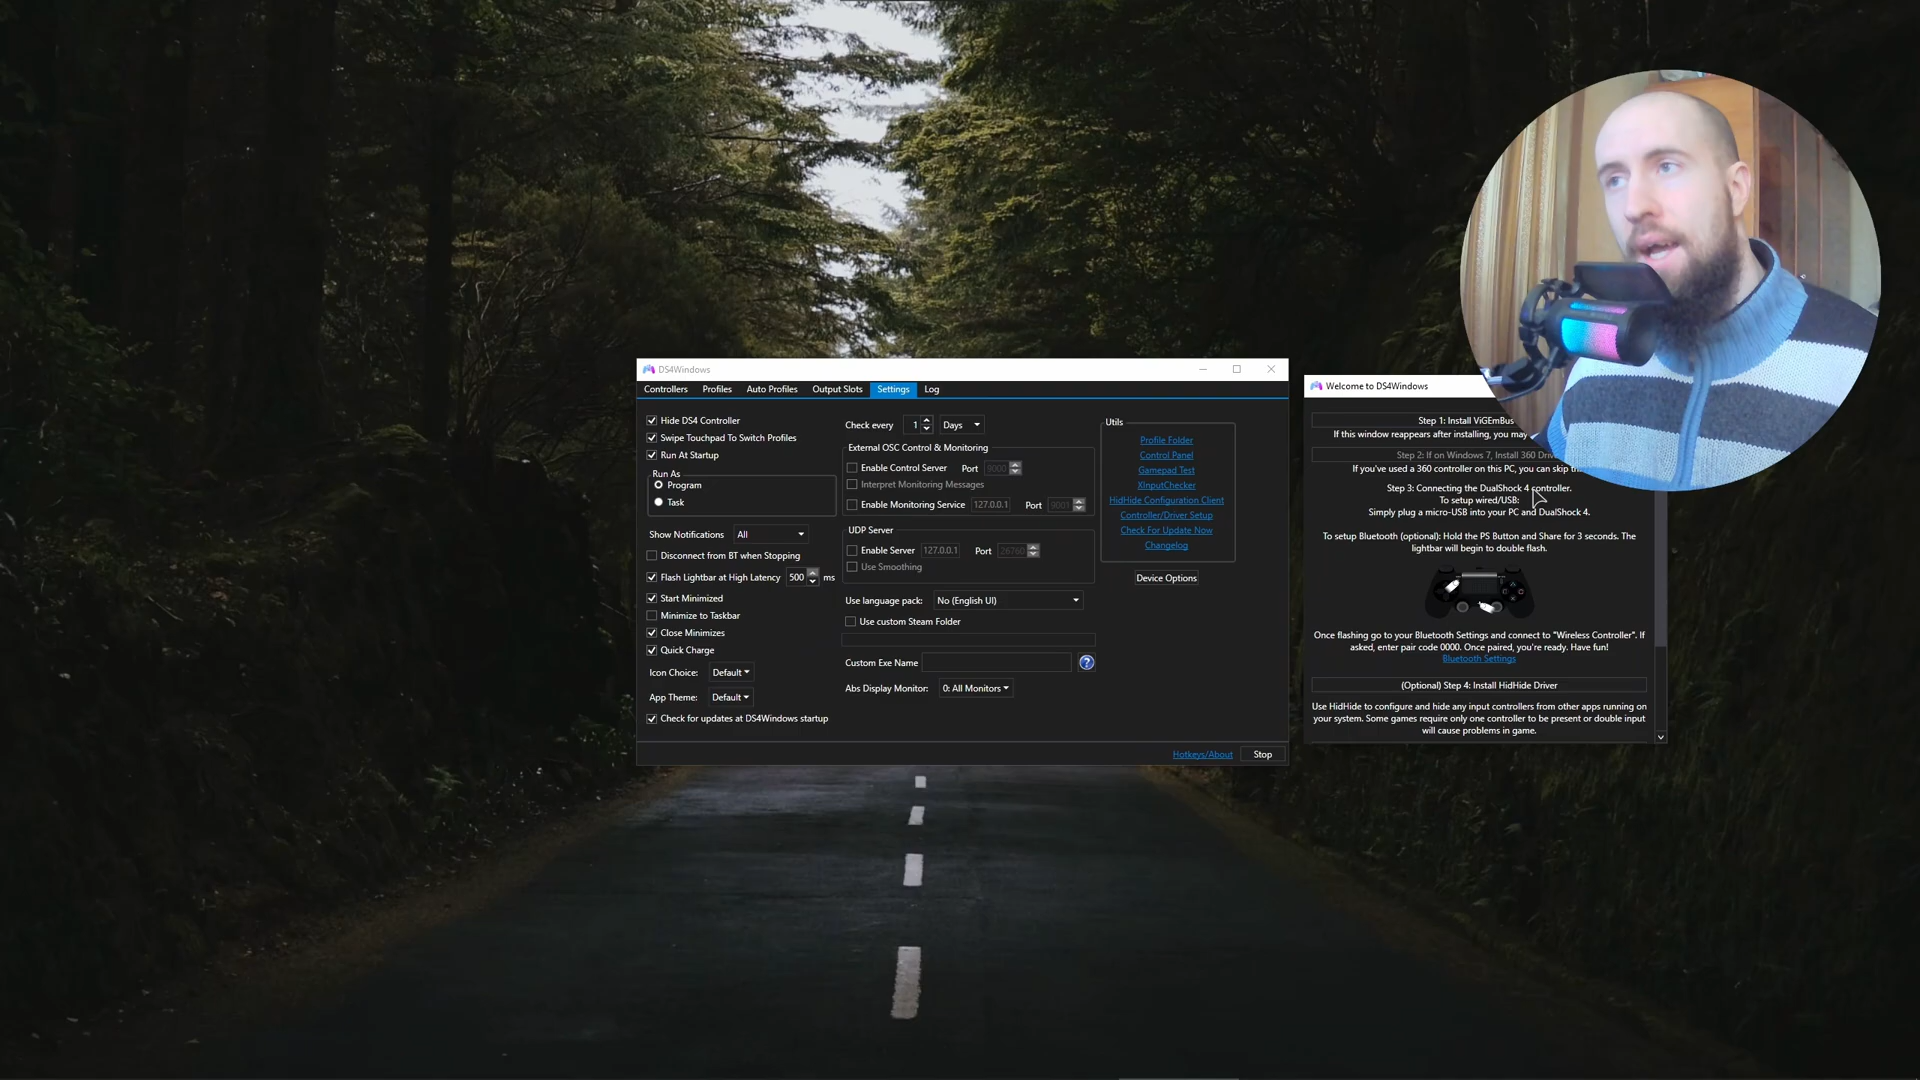 DS4Windows
Controllers Profiles Auto Profiles Output Slots Settings Log
Hide DS4 Controller
Swipe Touchpad To Switch Profiles
Run At Startup
Run As
Program
Task
Show Notifications All
Disconnect from BT when Stopping
Flash Lightbar at High Latency 500 ms
Start Minimized
Minimize to Taskbar
Close Minimizes
Quick Charge
Icon Choice: Default
App Theme: Default
Check for updates at DS4Windows startup
Check every 1 Days
External OSC Control & Monitoring
Enable Control Server Port 9000
Interpret Monitoring Messages
Enable Monitoring Service 127.0.0.1 Port 9001
UDP Server
Enable Server 127.0.0.1 Port 26760
Use Smoothing
Use language pack: No (English UI)
Use custom Steam Folder
Custom Exe Name
Abs Display Monitor: 0: All Monitors
Utils
Profile Folder
Control Panel
Gamepad Test
XInputChecker
HidHide Configuration Client
Controller/Driver Setup
Check For Update Now
Changelog
Device Options
Hotkeys/About Stop
Welcome to DS4Windows
Step 1: Install ViGEmBus
If this window reappears after installing, you may
Step 2: If on Windows 7, Install 360
If you've used a 360 controller on this PC, you can skip
Step 3: Connecting the DualShock 4 controller.
To setup wired/USB:
Simply plug a micro-USB into your PC and DualShock 4.
To setup Bluetooth (optional): Hold the PS Button and Share for 3 seconds. The
lightbar will begin to double flash.
Once flashing go to your Bluetooth Settings and connect to "Wireless Controller". If
asked, enter pair code 0000. Once paired, you're ready. Have fun!
Bluetooth Settings
(Optional) Step 4: Install HidHide Driver
Use HidHide to configure and hide any input controllers from other apps running on
your system. Some games require only one controller to be present or double input
will cause problems in game.